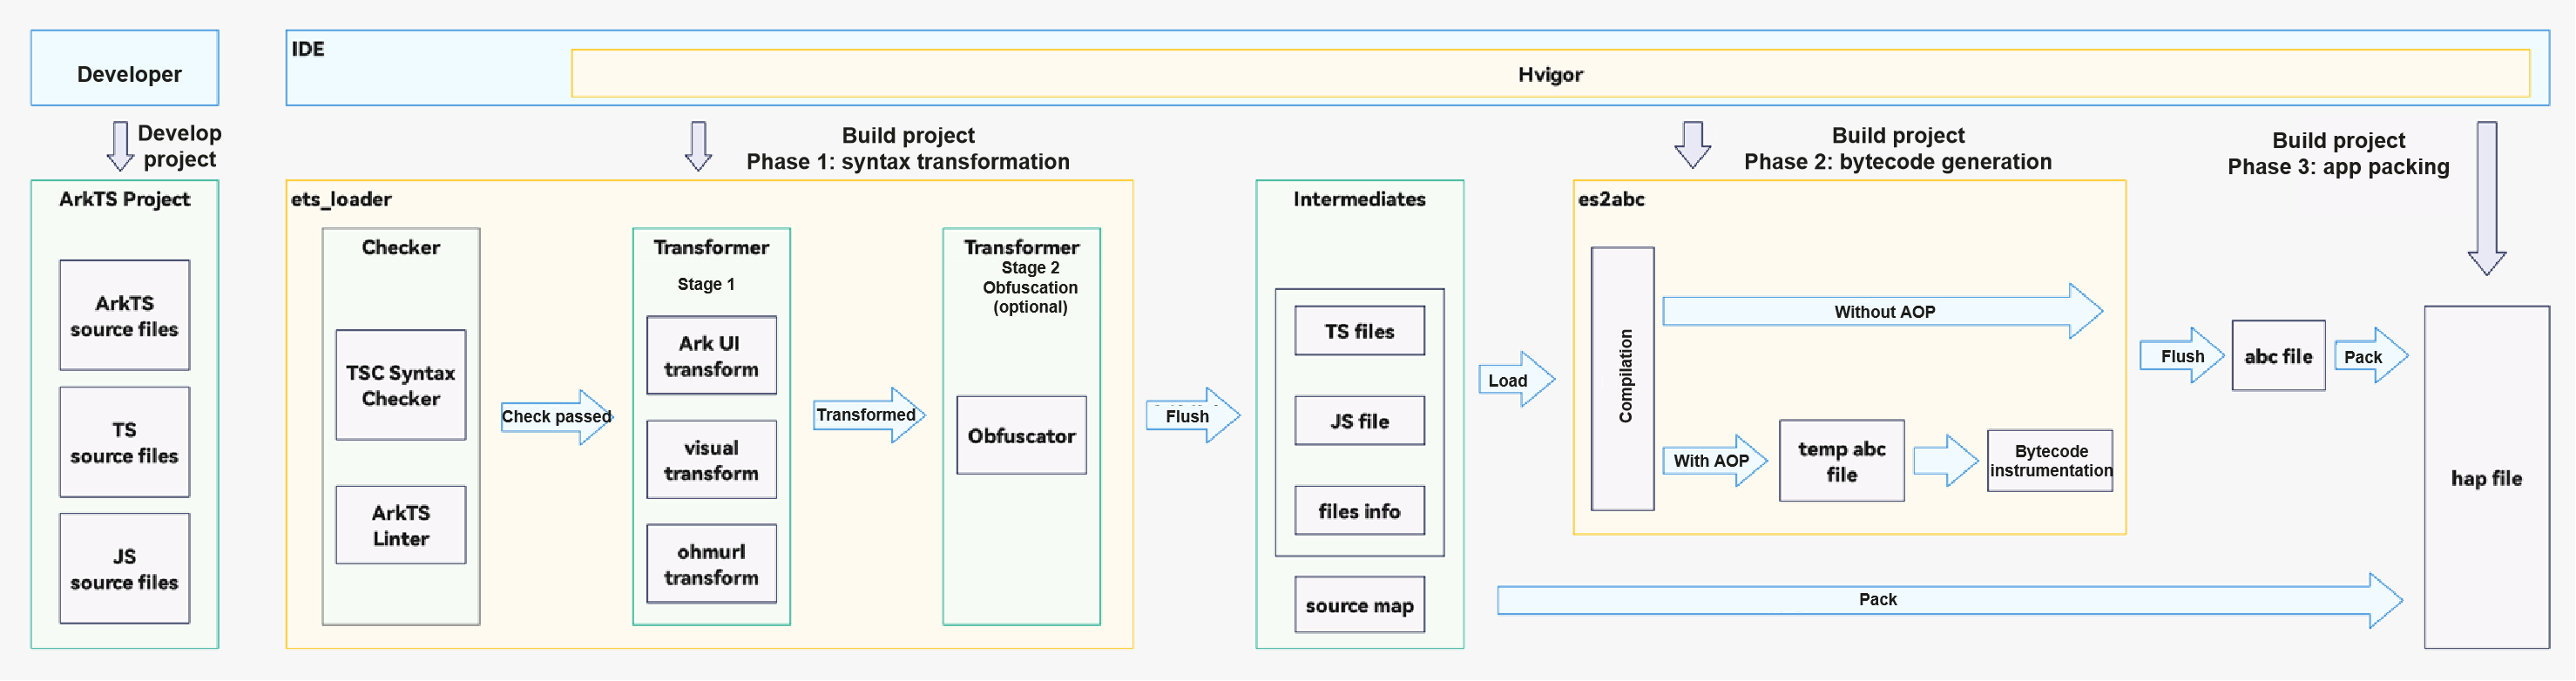 Developer
IDE
Hvigor
Develop
project
Build project
Phase 1: syntax transformation
Build project
Phase 2: bytecode generation
Build project
Phase 3: app packing
ArkTS Project
ArkTS
source files
TS
source files
JS
source files
ets_loader
Checker
TSC Syntax
Checker
ArkTS
Linter
Check passed
Transformer
Stage 1
Ark UI
transform
visual
transform
ohmurl
transform
Transformed
Transformer
Stage 2
Obfuscation
(optional)
Obfuscator
Flush
Intermediates
TS files
JS file
files info
source map
Load
es2abc
Compilation
Without AOP
With AOP
temp abc
file
Bytecode
instrumentation
Flush
abc file
Pack
Pack
hap file